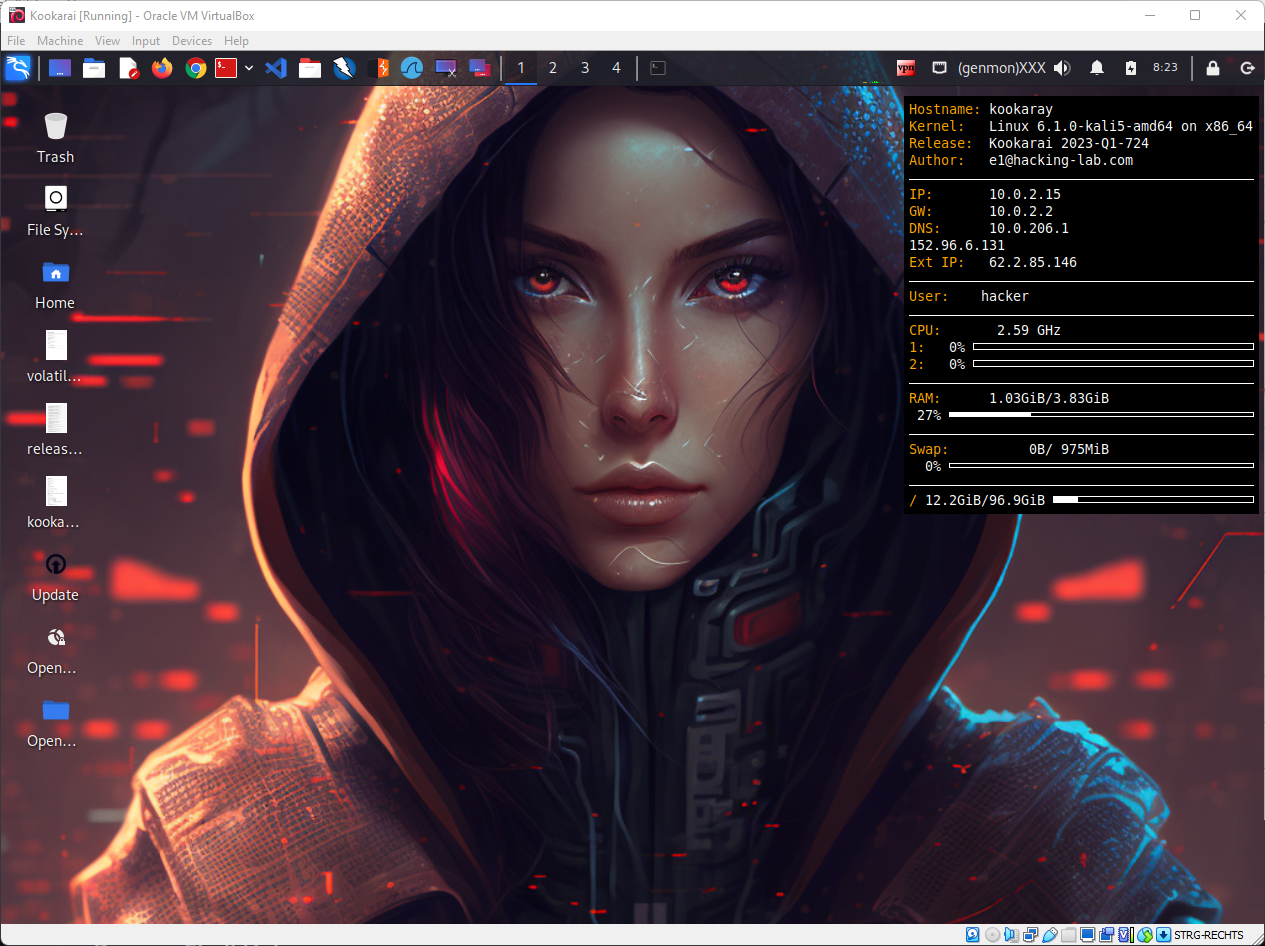 Kookarai [Running] - Oracle VM VirtualBox
File Machine View Input Devices Help
1 2 3 4 vpn (genmon)XXX 8:23
Trash
File Sy...
Home
volatil...
releas...
kooka...
Update
Open...
Open...
Hostname: kookaray
Kernel: Linux 6.1.0-kali5-amd64 on x86_64
Release: Kookarai 2023-Q1-724
Author: e1@hacking-lab.com
IP: 10.0.2.15
GW: 10.0.2.2
DNS: 10.0.206.1
152.96.6.131
Ext IP: 62.2.85.146
User: hacker
CPU: 2.59 GHz
1: 0%
2: 0%
RAM: 1.03GiB/3.83GiB
27%
Swap: 0B/ 975MiB
0%
/ 12.2GiB/96.9GiB
STRG-RECHTS